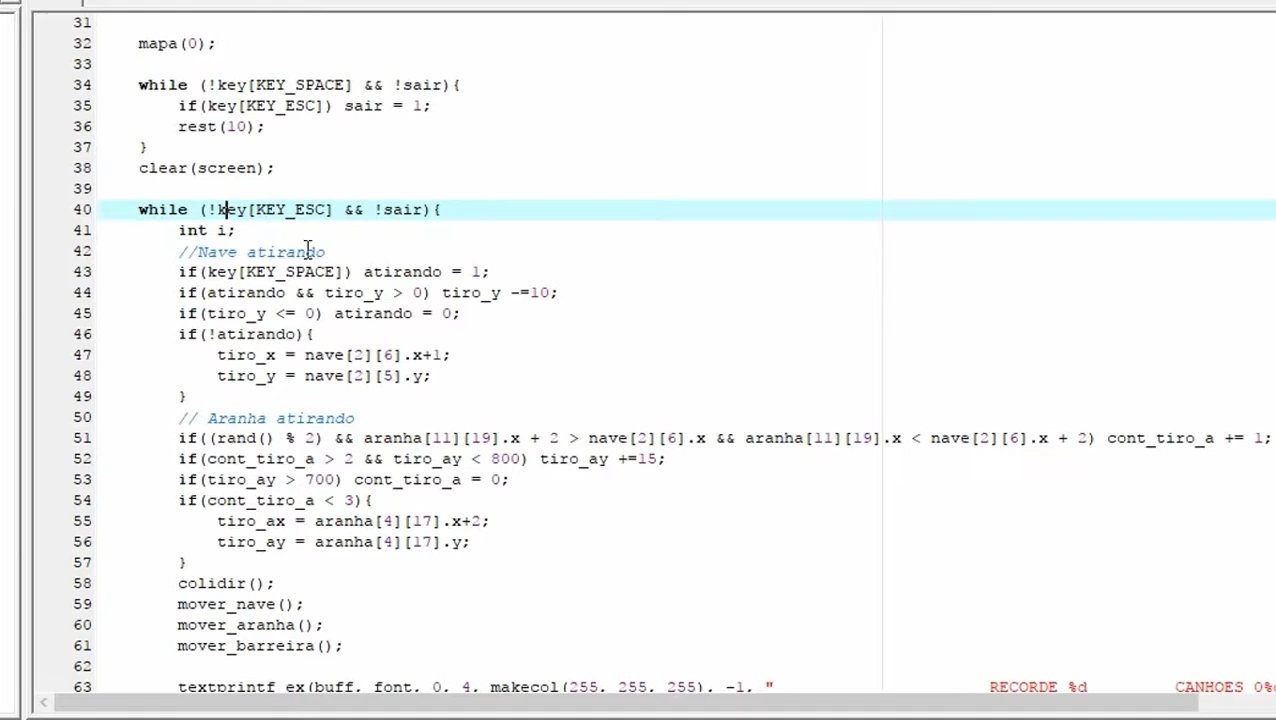 31
32 mapa(0);
33
34 while (!key[KEY_SPACE] && !sair){
35 if(key[KEY_ESC]) sair = 1;
36 rest(10);
37 }
38 clear(screen);
39
40 while (!key[KEY_ESC] && !sair){
41 int i;
42 //Nave atirando
43 if(key[KEY_SPACE]) atirando = 1;
44 if(atirando && tiro_y > 0) tiro_y -=10;
45 if(tiro_y <= 0) atirando = 0;
46 if(!atirando){
47 tiro_x = nave[2][6].x+1;
48 tiro_y = nave[2][5].y;
49 }
50 // Aranha atirando
51 if((rand() % 2) && aranha[11][19].x + 2 > nave[2][6].x && aranha[11][19].x < nave[2][6].x + 2) cont_tiro_a += 1;
52 if(cont_tiro_a > 2 && tiro_ay < 800) tiro_ay +=15;
53 if(tiro_ay > 700) cont_tiro_a = 0;
54 if(cont_tiro_a < 3){
55 tiro_ax = aranha[4][17].x+2;
56 tiro_ay = aranha[4][17].y;
57 }
58 colidir();
59 mover_nave();
60 mover_aranha();
61 mover_barreira();
62
63 textprintf_ex(buff, font, 0, 4, makecol(255, 255, 255), -1, " RECORDE %d CANHOES 0%d